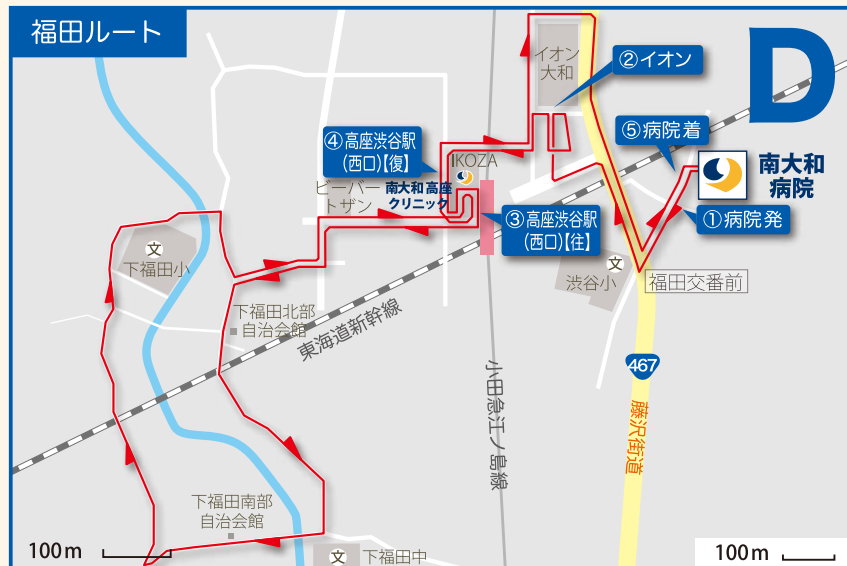 福田ルート
D
イオン
大和
②イオン
④高座渋谷駅
(西口)【復】
⑤病院着
IKOZA
南大和
病院
ビーバー
トザン
南大和高座
クリニック
①病院発
③高座渋谷駅
(西口)【往】
文
下福田小
文
渋谷小
福田交番前
下福田北部
自治会館
東海道新幹線
467
小田急江ノ島線
藤沢街道
下福田南部
自治会館
100m
文
下福田中
100m